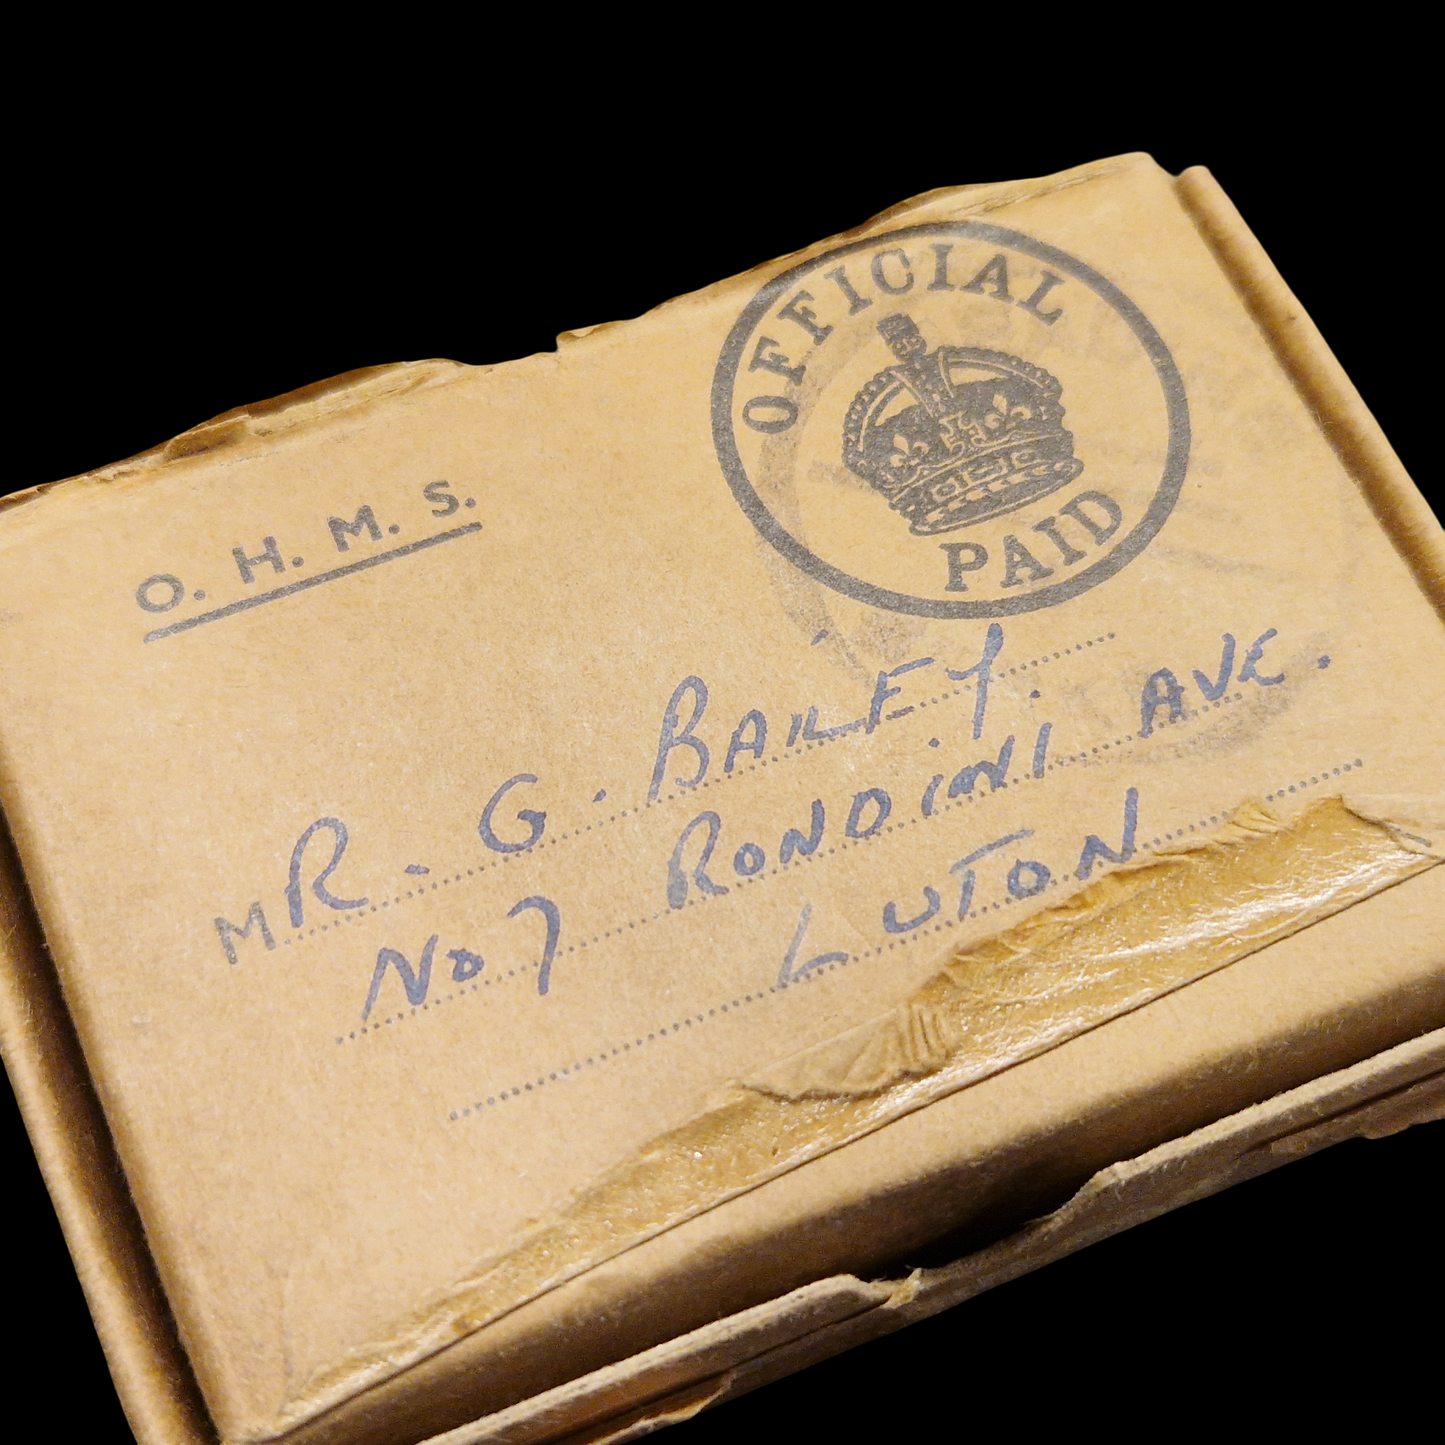 OFFICIAL
PAID
O. H. M. S.
MR. G. BAILEY.
No 7 RONDINI AVE.
LUTON